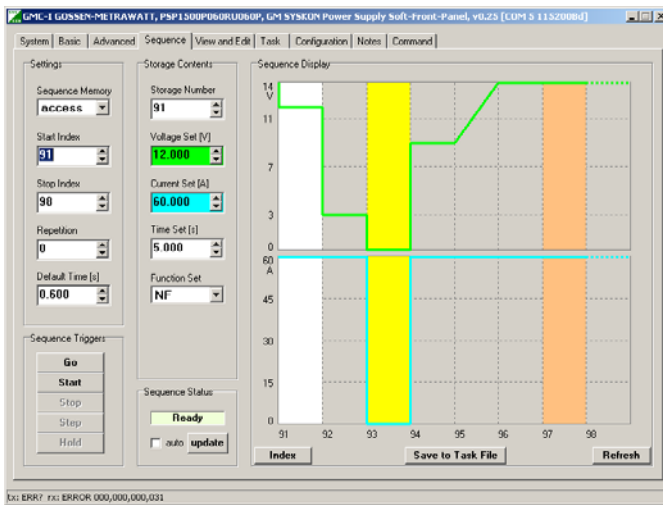 GMC-I GOSSEN-METRAWATT, PSP1500P060RU060P, GM SYSKON Power Supply Soft-Front-Panel, v0.25 [COM 5 115200Bd]
System Basic Advanced Sequence View and Edit Task Configuration Notes Command
Settings
Sequence Memory
access
Start Index
91
Stop Index
98
Repetition
0
Default Time [s]
0.600
Sequence Triggers
Go
Start
Stop
Step
Hold
Storage Contents
Storage Number
91
Voltage Set [V]
12.000
Current Set [A]
60.000
Time Set [s]
5.000
Function Set
NF
Sequence Status
Ready
auto update
Sequence Display
14
V
11
7
3
0
60
A
45
30
15
0
91 92 93 94 95 96 97 98
Index Save to Task File Refresh
tx: ERR? rx: ERROR 000,000,000,031